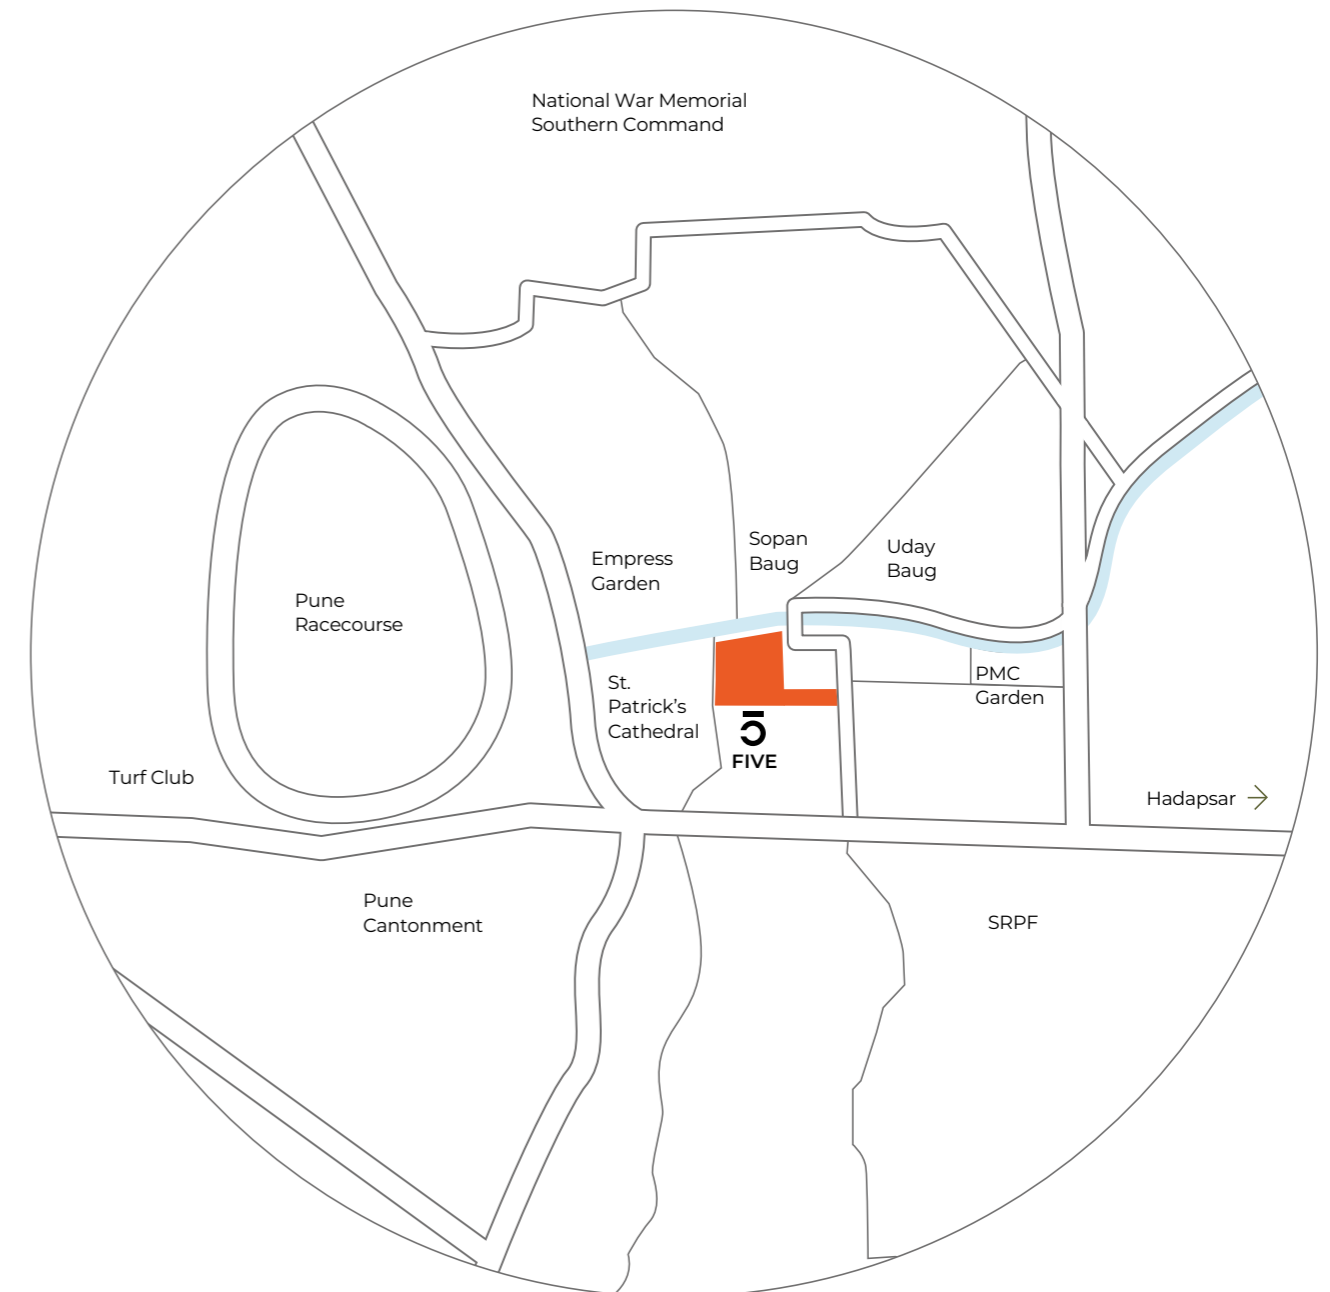 National War Memorial
Southern Command
Sopan
Baug
Uday
Baug
Empress
Garden
Pune
Racecourse
St.
Patrick's
Cathedral
PMC
Garden
5
FIVE
Turf Club
Hadapsar
Pune
Cantonment
SRPF